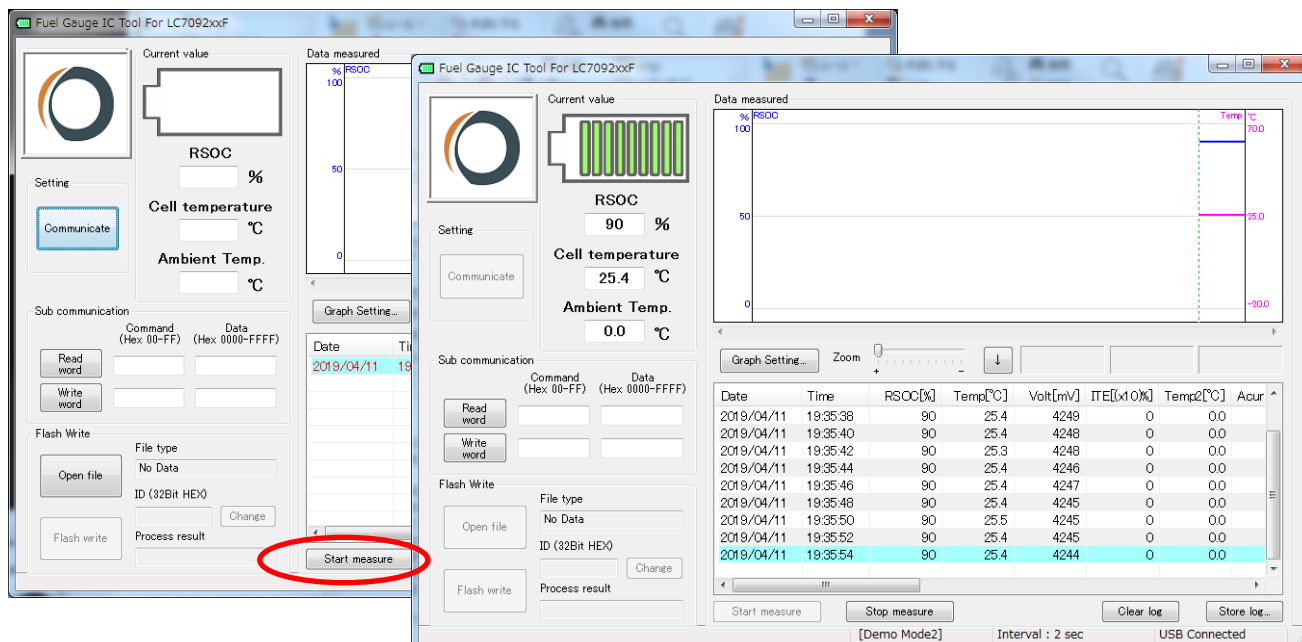 Fuel Gauge IC Tool For LC7092xxF
Current value
RSOC
%
Cell temperature
℃
Ambient Temp.
℃
Setting
Communicate
Sub communication
Command (Hex 00-FF)
Data (Hex 0000-FFFF)
Read word
Write word
Flash Write
File type
Open file
No Data
ID (32Bit HEX)
Change
Flash write
Process result
Data measured
% RSOC
100
50
0
Graph Setting...
Date
2019/04/11 19
Start measure
Fuel Gauge IC Tool For LC7092xxF
Current value
RSOC
90 %
Cell temperature
25.4 ℃
Ambient Temp.
0.0 ℃
Setting
Communicate
Sub communication
Command (Hex 00-FF)
Data (Hex 0000-FFFF)
Read word
Write word
Flash Write
File type
Open file
No Data
ID (32Bit HEX)
Change
Flash write
Process result
Data measured
% RSOC Temp ℃
100 70.0
50 25.0
0 -20.0
Graph Setting... Zoom + - ↓
Date Time RSOC[%] Temp[℃] Volt[mV] ITE[(x1 0)%] Temp2[℃] Acur
2019/04/11 19:35:38 90 25.4 4249 0 0.0
2019/04/11 19:35:40 90 25.4 4248 0 0.0
2019/04/11 19:35:42 90 25.3 4248 0 0.0
2019/04/11 19:35:44 90 25.4 4246 0 0.0
2019/04/11 19:35:46 90 25.4 4247 0 0.0
2019/04/11 19:35:48 90 25.4 4245 0 0.0
2019/04/11 19:35:50 90 25.5 4245 0 0.0
2019/04/11 19:35:52 90 25.4 4245 0 0.0
2019/04/11 19:35:54 90 25.4 4244 0 0.0
Start measure Stop measure Clear log Store log...
[Demo Mode2] Interval : 2 sec USB Connected